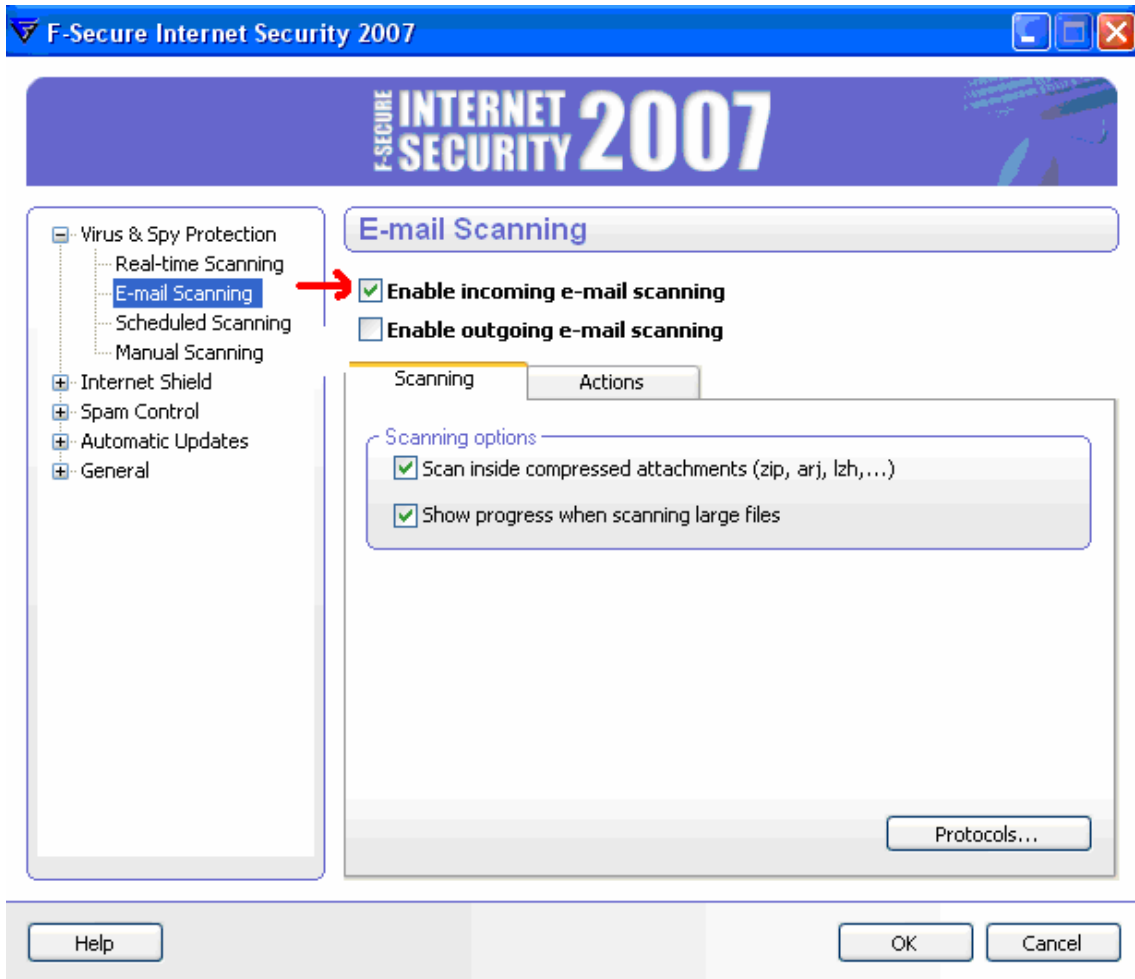 F-Secure Internet Security 2007
F-SECURE
INTERNET
SECURITY
2007
Virus & Spy Protection
Real-time Scanning
E-mail Scanning
Scheduled Scanning
Manual Scanning
Internet Shield
Spam Control
Automatic Updates
General
E-mail Scanning
Enable incoming e-mail scanning
Enable outgoing e-mail scanning
Scanning
Actions
Scanning options
Scan inside compressed attachments (zip, arj, lzh,...)
Show progress when scanning large files
Protocols...
Help
OK
Cancel